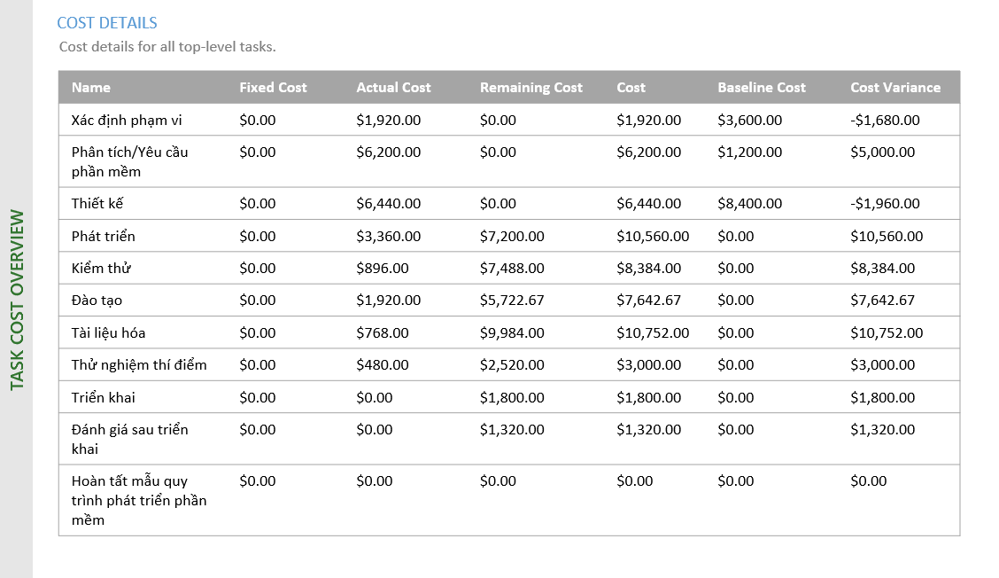 COST DETAILS
Cost details for all top-level tasks.
Name Fixed Cost Actual Cost Remaining Cost Cost Baseline Cost Cost Variance
Xác định phạm vi $0.00 $1,920.00 $0.00 $1,920.00 $3,600.00 -$1,680.00
Phân tích/Yêu cầu $0.00 $6,200.00 $0.00 $6,200.00 $1,200.00 $5,000.00
phần mềm
Thiết kế $0.00 $6,440.00 $0.00 $6,440.00 $8,400.00 -$1,960.00
Phát triển $0.00 $3,360.00 $7,200.00 $10,560.00 $0.00 $10,560.00
Kiểm thử $0.00 $896.00 $7,488.00 $8,384.00 $0.00 $8,384.00
Đào tạo $0.00 $1,920.00 $5,722.67 $7,642.67 $0.00 $7,642.67
Tài liệu hóa $0.00 $768.00 $9,984.00 $10,752.00 $0.00 $10,752.00
Thử nghiệm thí điểm $0.00 $480.00 $2,520.00 $3,000.00 $0.00 $3,000.00
Triển khai $0.00 $0.00 $1,800.00 $1,800.00 $0.00 $1,800.00
Đánh giá sau triển $0.00 $0.00 $1,320.00 $1,320.00 $0.00 $1,320.00
khai
Hoàn tất mẫu quy $0.00 $0.00 $0.00 $0.00 $0.00 $0.00
trình phát triển phần
mềm
TASK COST OVERVIEW